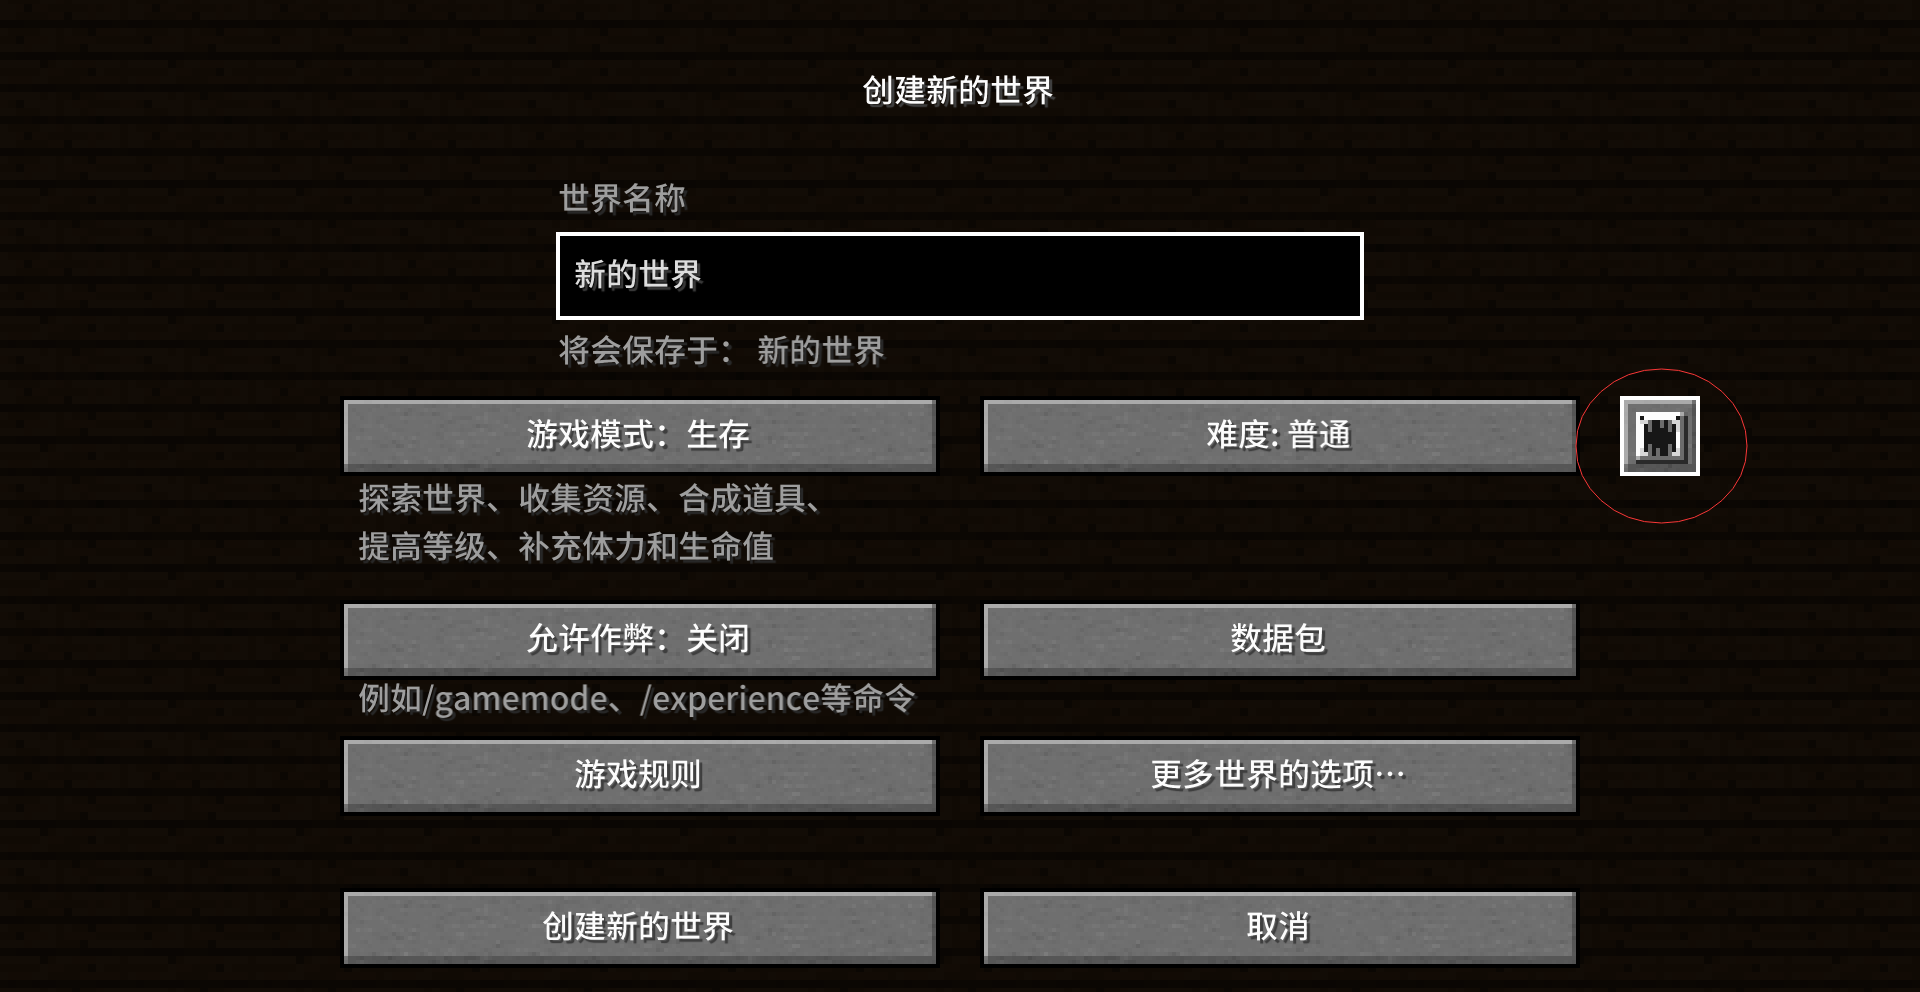 创建新的世界
世界名称
新的世界
将会保存于： 新的世界
游戏模式：生存
难度: 普通
探索世界、收集资源、合成道具、
提高等级、补充体力和生命值
允许作弊：关闭
数据包
例如/gamemode、/experience等命令
游戏规则
更多世界的选项…
创建新的世界
取消